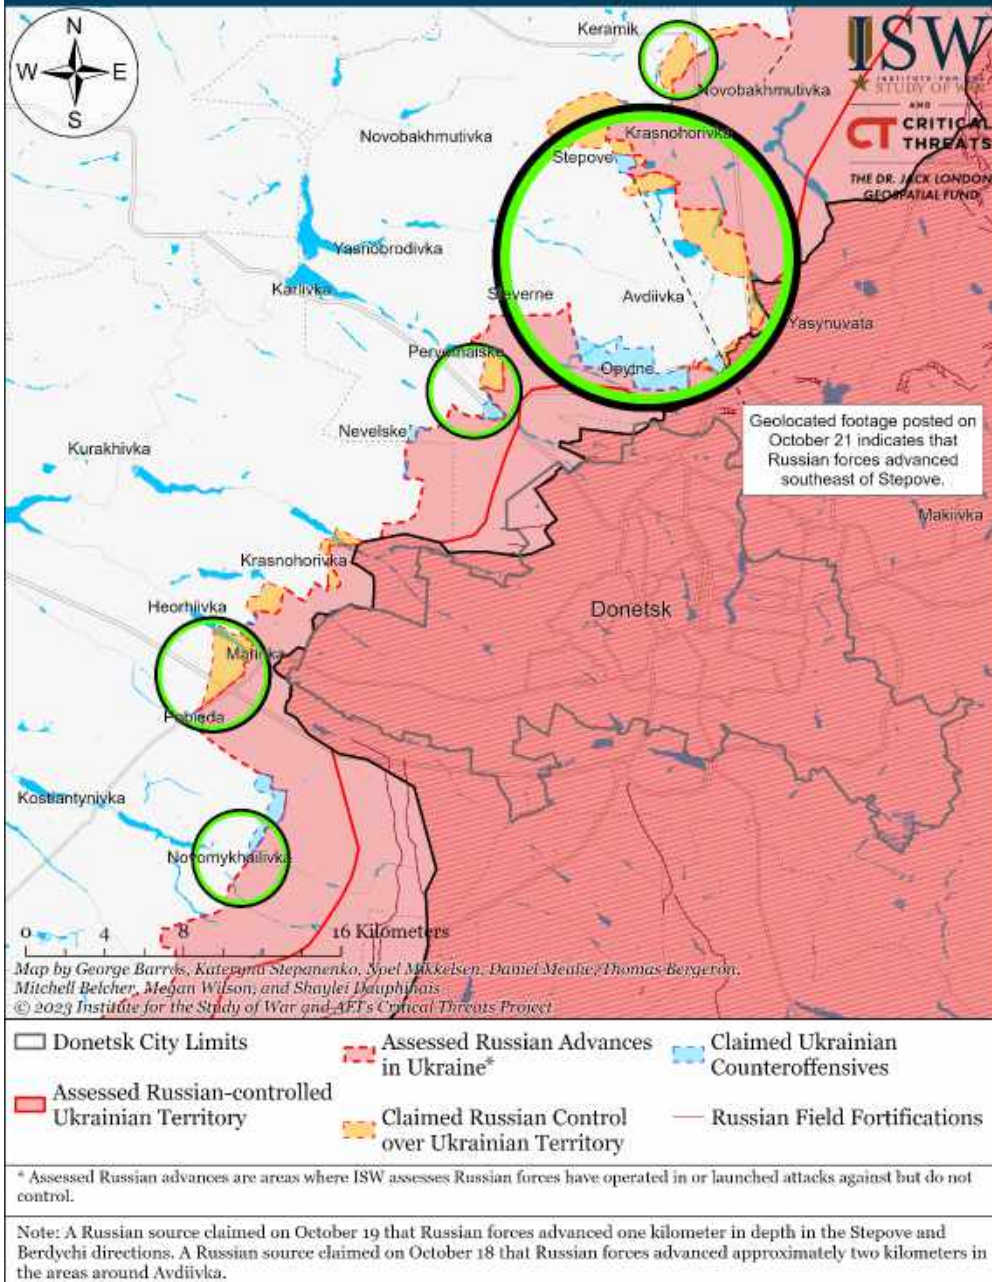 N
W E
S
ISW
INSTITUTE FOR THE
STUDY OF WAR
AND
CT CRITICAL
THREATS
THE DR. JACK LONDON
GEOSPATIAL FUND
Keramik
Novobakhmutivka
Novobakhmutivka
Krasnohorivka
Stepove
Yasnobrodivka
Karlivka
Sieverne
Avdiivka
Yasynuvata
Pervomaiske
Opytne
Nevelske
Geolocated footage posted on
October 21 indicates that
Russian forces advanced
southeast of Stepove.
Kurakhivka
Makiivka
Krasnohorivka
Heorhiivka
Donetsk
Marinka
Pobieda
Kostiantynivka
Novomykhailivka
0 4 8 16 Kilometers
Map by George Barros, Kateryna Stepanenko, Noel Mikkelsen, Daniel Mealie, Thomas Bergeron,
Mitchell Belcher, Megan Wilson, and Shaylei Dauphinais
© 2023 Institute for the Study of War and AEI's Critical Threats Project
Donetsk City Limits
Assessed Russian-controlled
Ukrainian Territory
Assessed Russian Advances
in Ukraine*
Claimed Russian Control
over Ukrainian Territory
Claimed Ukrainian
Counteroffensives
Russian Field Fortifications
* Assessed Russian advances are areas where ISW assesses Russian forces have operated in or launched attacks against but do not
control.
Note: A Russian source claimed on October 19 that Russian forces advanced one kilometer in depth in the Stepove and
Berdychi directions. A Russian source claimed on October 18 that Russian forces advanced approximately two kilometers in
the areas around Avdiivka.